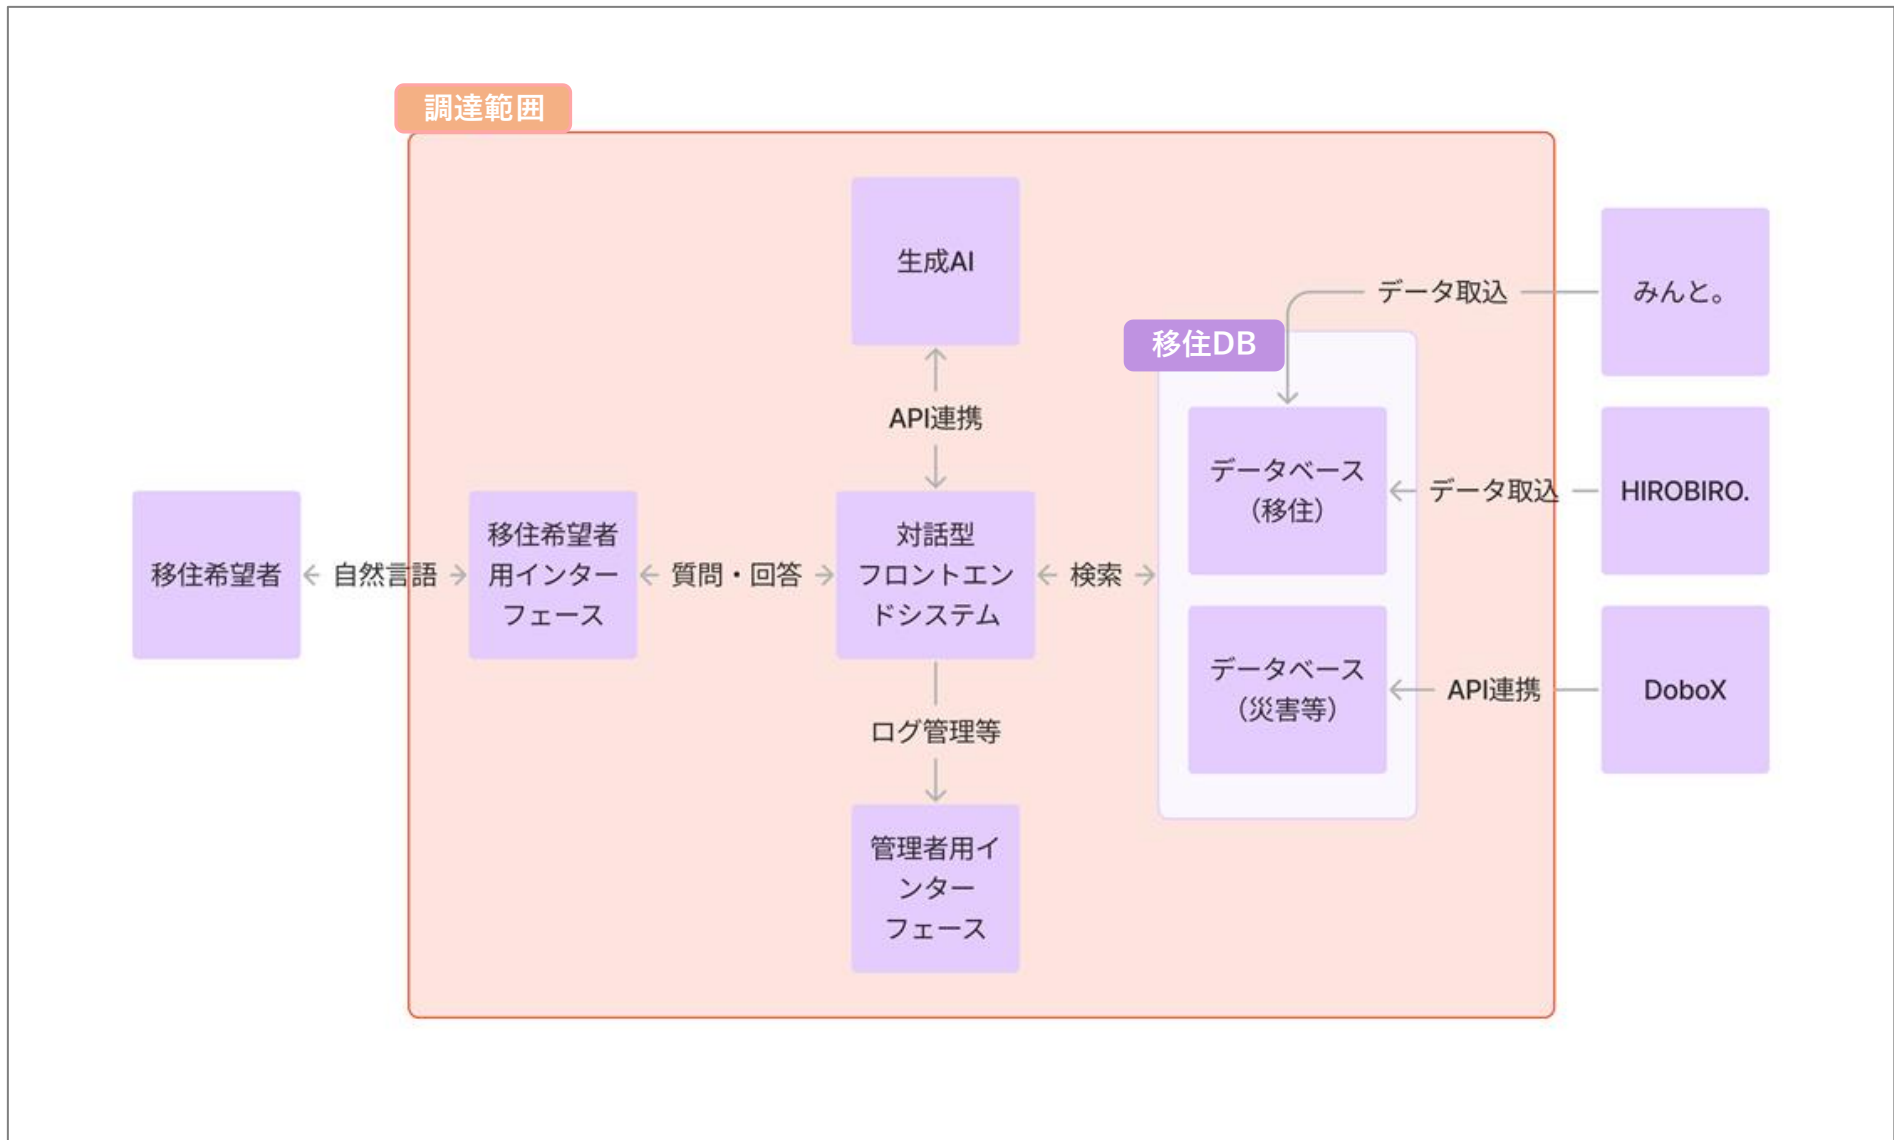 調達範囲
生成AI
データ取込
みんと。
移住DB
API連携
データベース
（移住）
データ取込
HIROBIRO.
移住希望者
自然言語
移住希望者
用インター
フェース
質問・回答
対話型
フロントエン
ドシステム
検索
データベース
（災害等）
API連携
DoboX
ログ管理等
管理者用イ
ンター
フェース